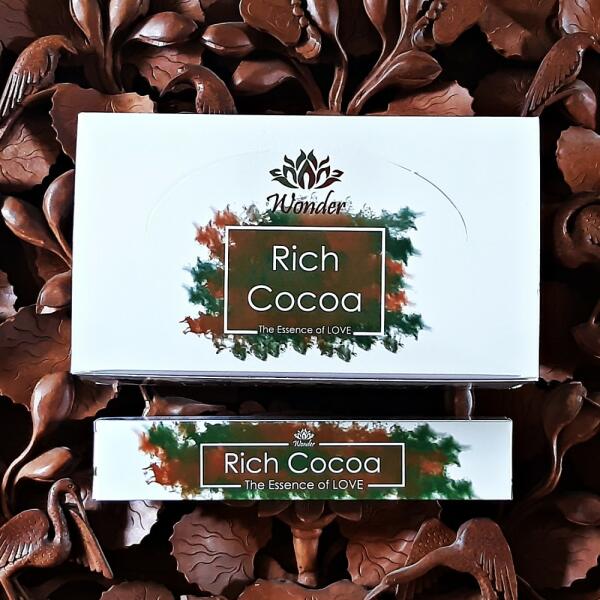 Wonder
Rich
Cocoa
The Essence of LOVE
Wonder
Rich Cocoa
The Essence of LOVE